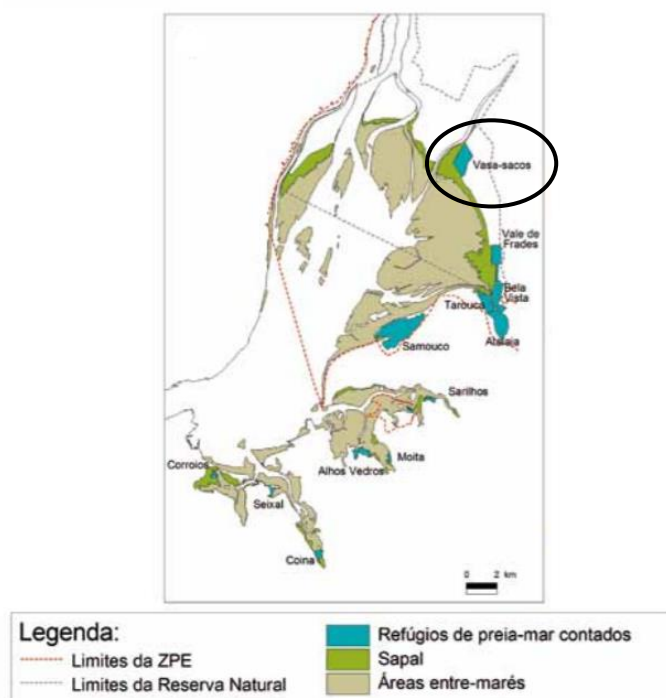 Vasa-sacos
Vale de
Frades
Bela
Vista
Tarouca
Atalaia
Samouco
Sarilhos
Corroios
Moita
Alhos Vedros
Seixal
Coina
0 2 km
Legenda:
Limites da ZPE
Limites da Reserva Natural
Refúgios de preia-mar contados
Sapal
Áreas entre-marés